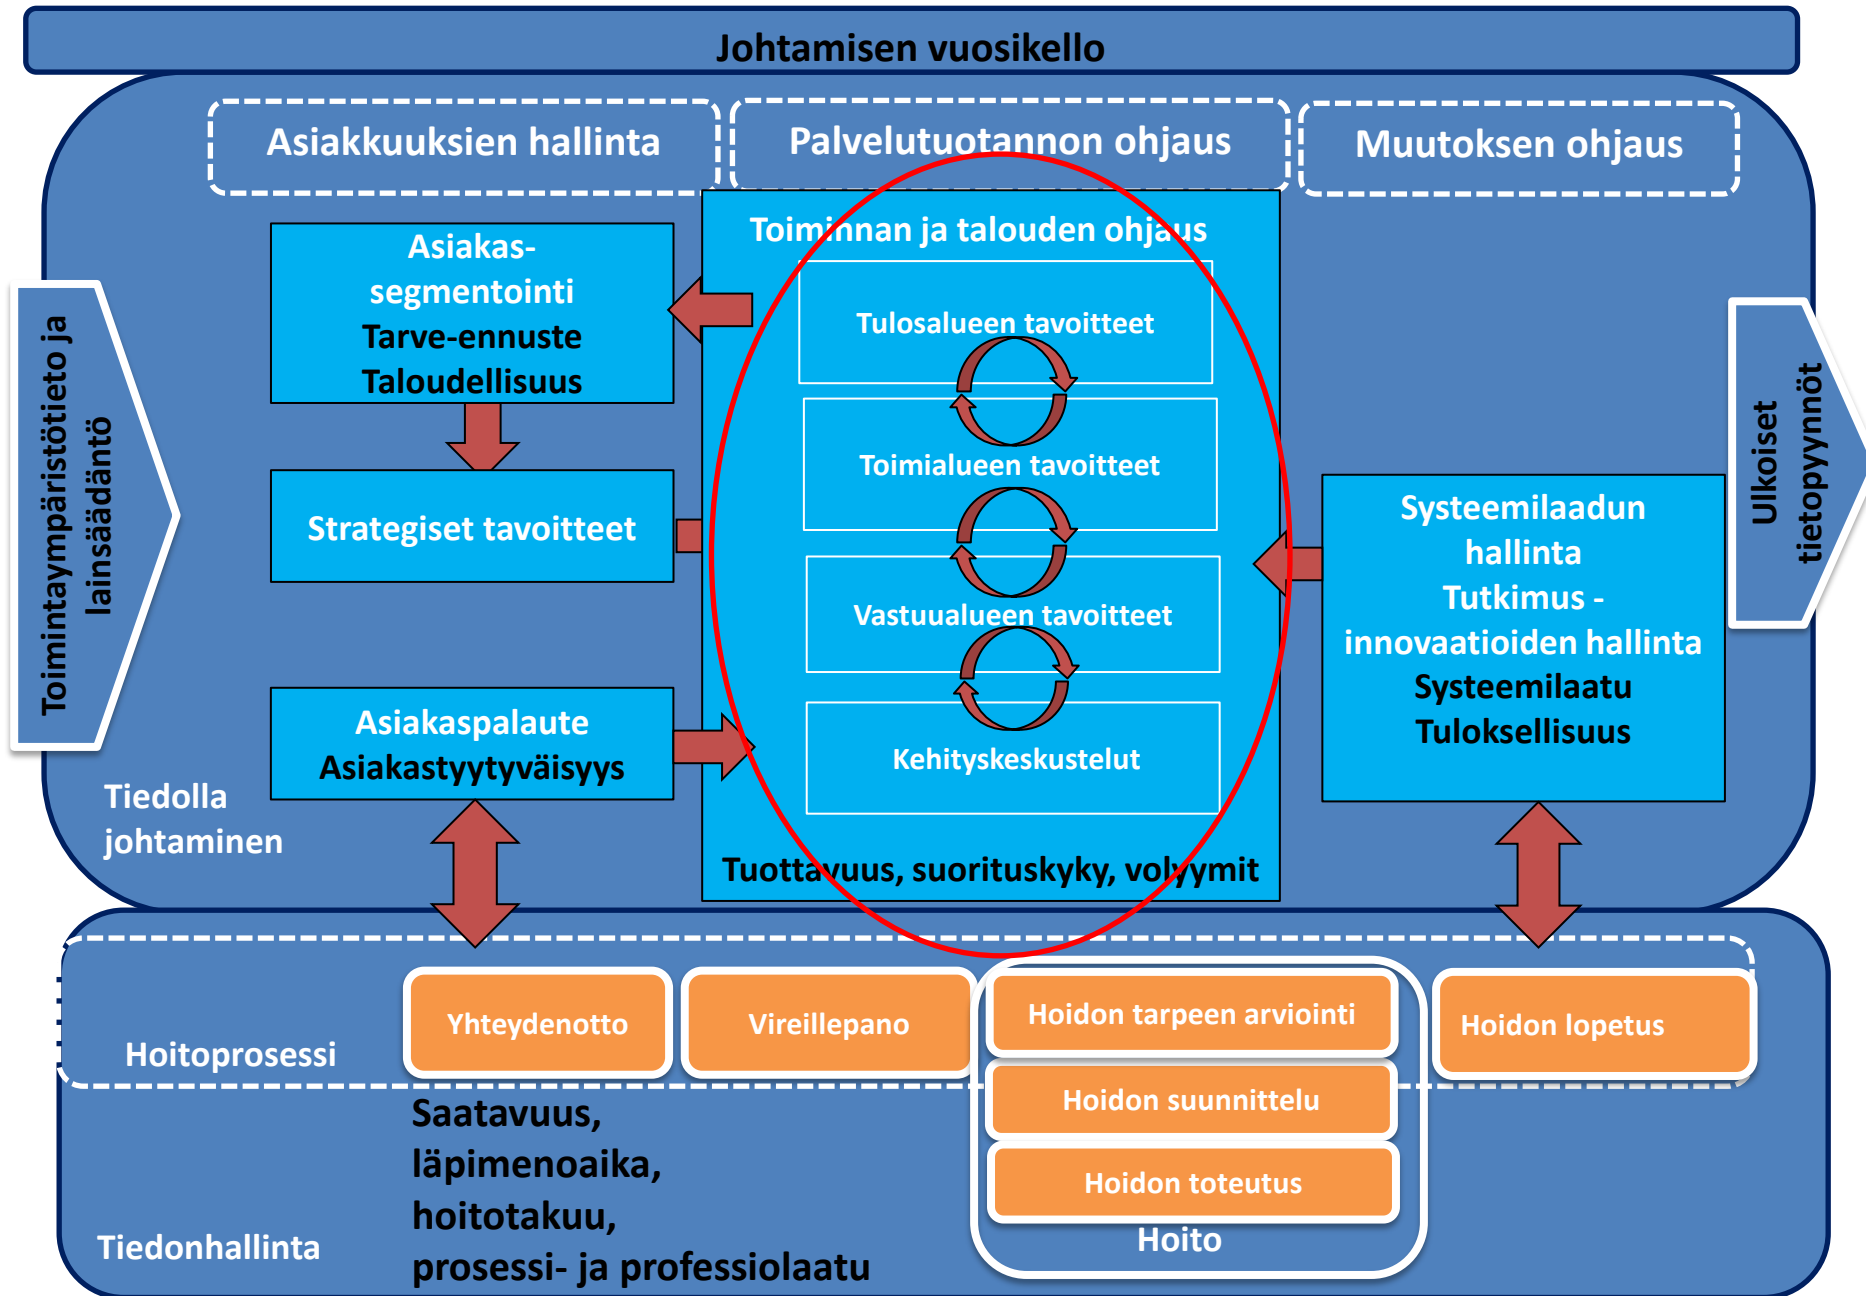 Johtamisen vuosikello
Asiakkuuksien hallinta
Palvelutuotannon ohjaus
Muutoksen ohjaus
Toimintaympäristötieto ja
lainsäädäntö
Asiakas-
segmentointi
Tarve-ennuste
Taloudellisuus
Strategiset tavoitteet
Asiakaspalaute
Asiakastyytyväisyys
Toiminnan ja talouden ohjaus
Tulosalueen tavoitteet
Toimialueen tavoitteet
Vastuualueen tavoitteet
Kehityskeskustelut
Tuottavuus, suorituskyky, volyymit
Systeemilaadun
hallinta
Tutkimus -
innovaatioiden hallinta
Systeemilaatu
Tuloksellisuus
Ulkoiset
tietopyynnöt
Tiedolla
johtaminen
Hoitoprosessi
Yhteydenotto
Vireillepano
Hoidon tarpeen arviointi
Hoidon suunnittelu
Hoidon toteutus
Hoito
Hoidon lopetus
Saatavuus,
läpimenoaika,
hoitotakuu,
prosessi- ja professiolaatu
Tiedonhallinta